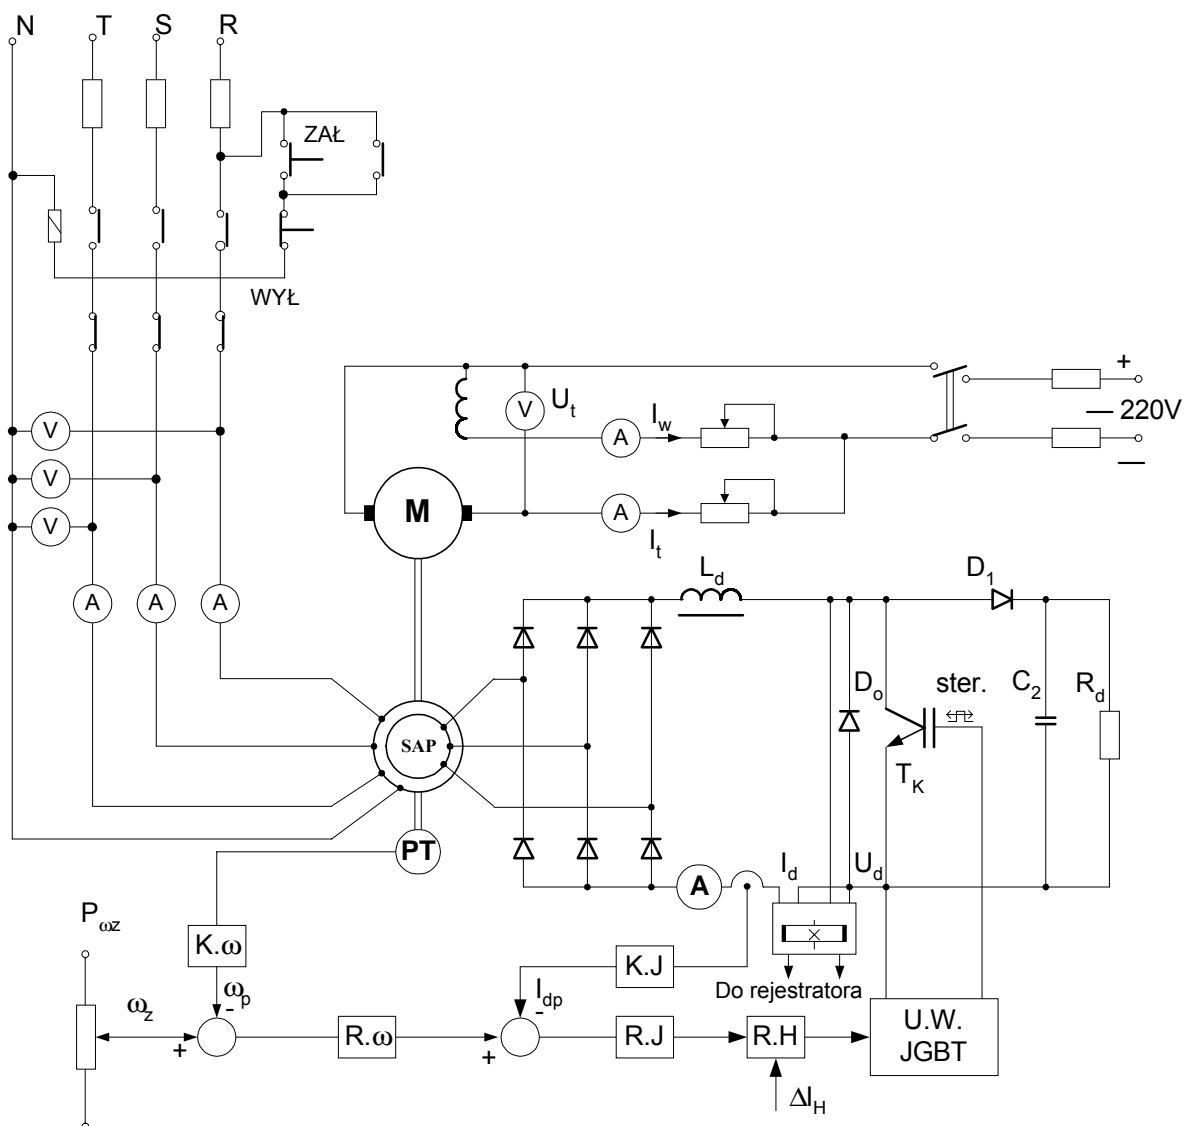 N T S R
ZAŁ
WYŁ
+
V U_t I_w — 220V
A
V
—
V M A
V I_t
L_d D_1
A A A
D_o ster. C_2 R_d
SAP
T_K
PT
I_d U_d
A
P_ωz
K.ω K.J
ω_p I_dp Do rejestratora
ω_z - -
+ R.ω + R.J R.H U.W.
JGBT
ΔI_H